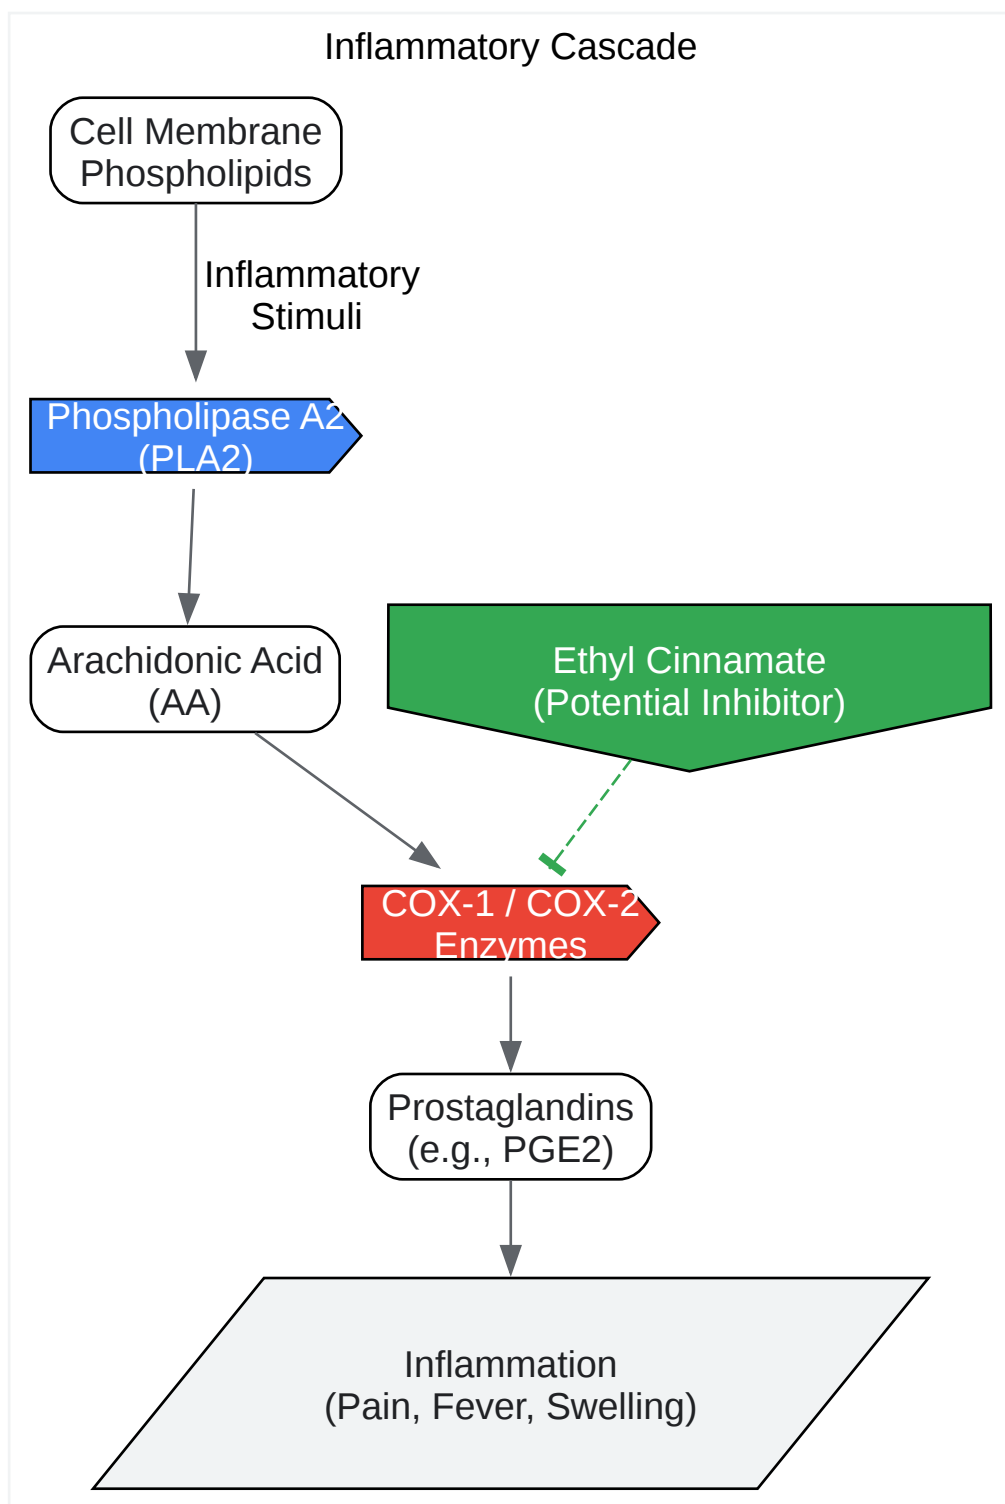 Inflammatory Cascade
Cell Membrane
Phospholipids
Inflammatory
Stimuli
Phospholipase A2
(PLA2)
Arachidonic Acid
(AA)
Ethyl Cinnamate
(Potential Inhibitor)
COX-1 / COX-2
Enzymes
Prostaglandins
(e.g., PGE2)
Inflammation
(Pain, Fever, Swelling)